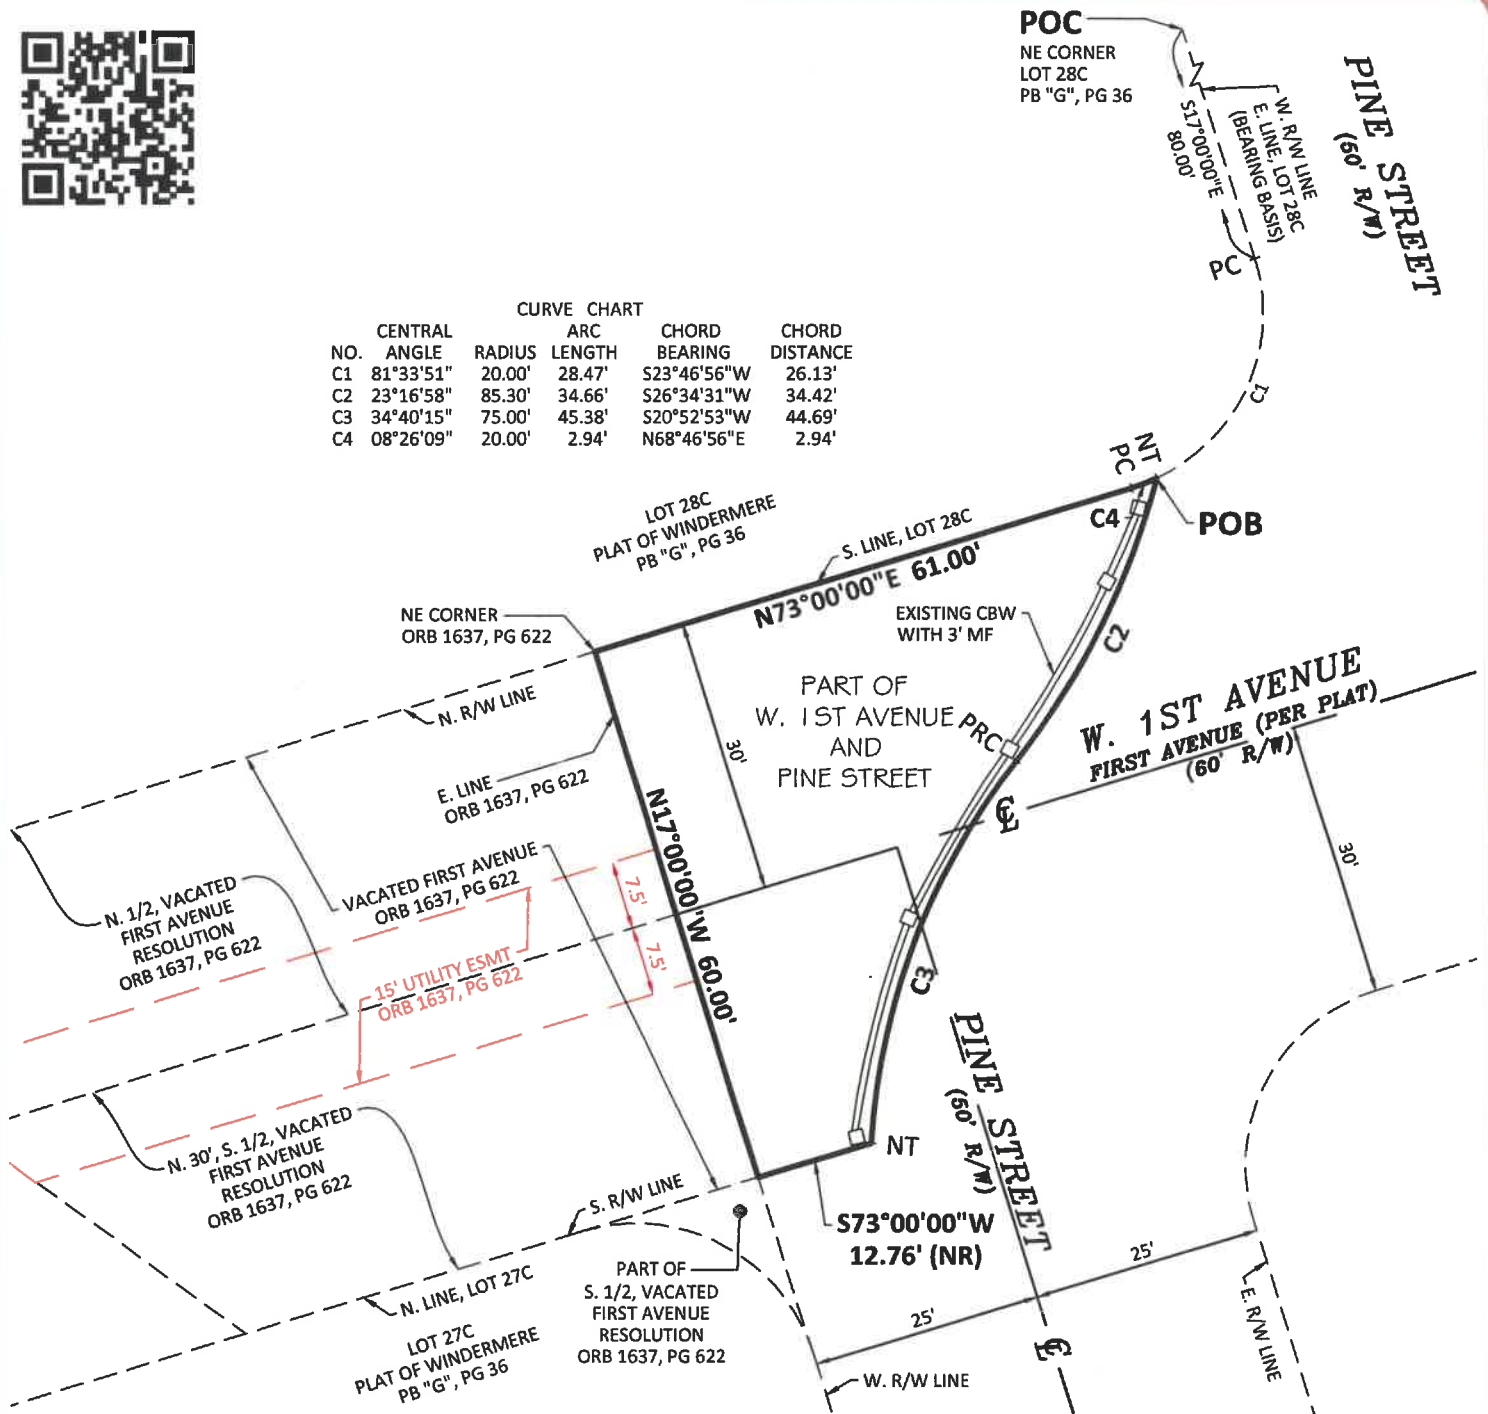 POC
NE CORNER
LOT 28C
PB "G", PG 36
S17°00'00"E
80.00'
W. R/W LINE
E. LINE, LOT 28C
(BEARING BASIS)
PINE STREET
(50' R/W)
PC
C1
CURVE CHART
NO. CENTRAL ANGLE RADIUS ARC LENGTH CHORD BEARING CHORD DISTANCE
C1 81°33'51" 20.00' 28.47' S23°46'56"W 26.13'
C2 23°16'58" 85.30' 34.66' S26°34'31"W 34.42'
C3 34°40'15" 75.00' 45.38' S20°52'53"W 44.69'
C4 08°26'09" 20.00' 2.94' N68°46'56"E 2.94'
NT
PC
C4
POB
LOT 28C
PLAT OF WINDERMERE
PB "G", PG 36
S. LINE, LOT 28C
N73°00'00"E 61.00'
NE CORNER
ORB 1637, PG 622
EXISTING CBW
WITH 3' MF
C2
N. R/W LINE
PART OF
W. 1ST AVENUE
AND
PINE STREET
PRC
30'
W. 1ST AVENUE
FIRST AVENUE (PER PLAT)
(60' R/W)
E. LINE
ORB 1637, PG 622
N17°00'00"W 60.00'
CL
30'
VACATED FIRST AVENUE
ORB 1637, PG 622
7.5'
7.5'
N. 1/2, VACATED
FIRST AVENUE
RESOLUTION
ORB 1637, PG 622
15' UTILITY ESMT
ORB 1637, PG 622
C3
PINE STREET
(50' R/W)
N. 30', S. 1/2, VACATED
FIRST AVENUE
RESOLUTION
ORB 1637, PG 622
NT
S. R/W LINE
S73°00'00"W
12.76' (NR)
N. LINE, LOT 27C
PART OF
S. 1/2, VACATED
FIRST AVENUE
RESOLUTION
ORB 1637, PG 622
25'
25'
E. R/W LINE
LOT 27C
PLAT OF WINDERMERE
PB "G", PG 36
CL
W. R/W LINE